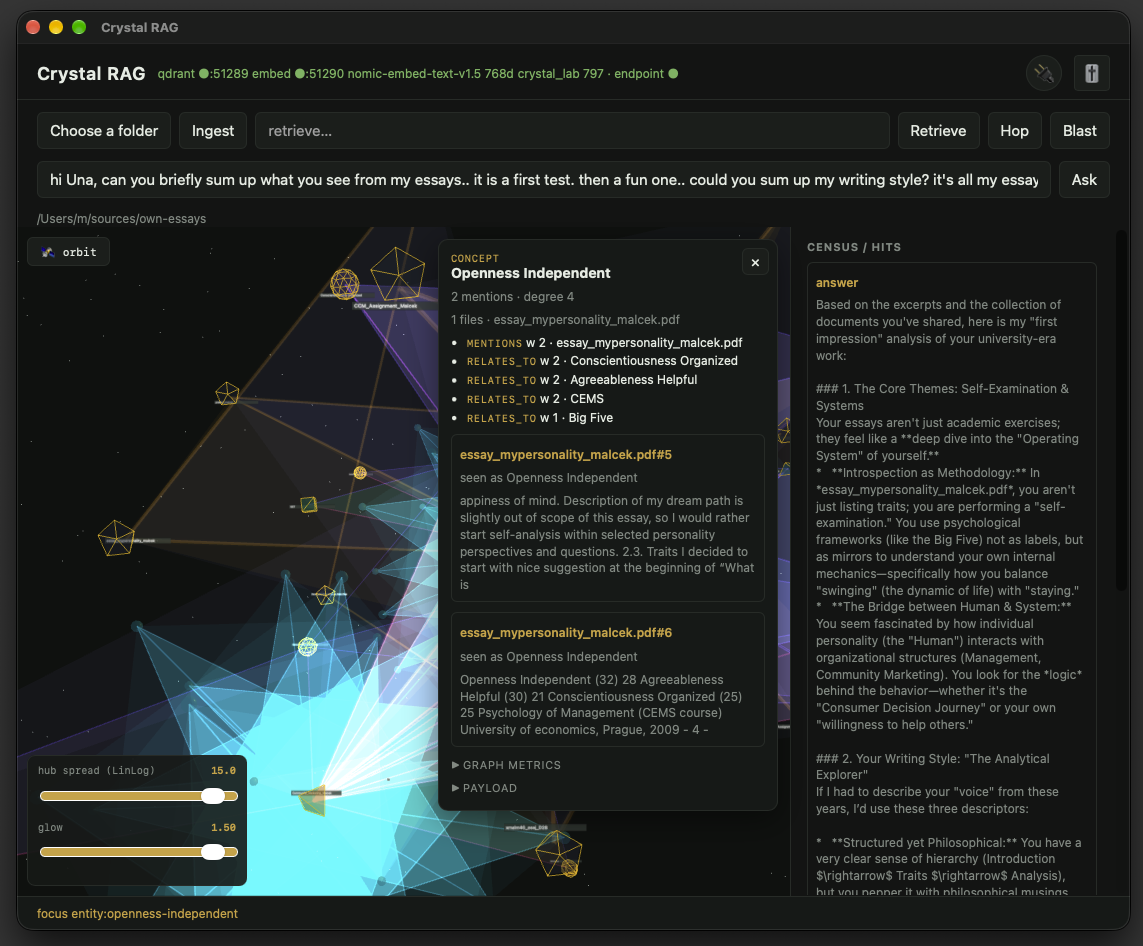 Crystal RAG
Crystal RAG
qdrant :51289 embed :51290 nomic-embed-text-v1.5 768d crystal_lab 797 · endpoint
Choose a folder
Ingest
retrieve...
Retrieve
Hop
Blast
hi Una, can you briefly sum up what you see from my essays.. it is a first test. then a fun one.. could you sum up my writing style? it's all my essay
Ask
/Users/m/sources/own-essays
orbit
CCM_Assignment_Malcek
hub spread (LinLog) 15.0
glow 1.50
CONCEPT
Openness Independent
×
2 mentions · degree 4
1 files · essay_mypersonality_malcek.pdf
• MENTIONS w 2 · essay_mypersonality_malcek.pdf
• RELATES_TO w 2 · Conscientiousness Organized
• RELATES_TO w 2 · Agreeableness Helpful
• RELATES_TO w 2 · CEMS
• RELATES_TO w 1 · Big Five
essay_mypersonality_malcek.pdf#5
seen as Openness Independent
appiness of mind. Description of my dream path is
slightly out of scope of this essay, so I would rather
start self-analysis within selected personality
perspectives and questions. 2.3. Traits I decided to
start with nice suggestion at the beginning of “What
is
essay_mypersonality_malcek.pdf#6
seen as Openness Independent
Openness Independent (32) 28 Agreeableness
Helpful (30) 21 Conscientiousness Organized (25)
25 Psychology of Management (CEMS course)
University of economics, Prague, 2009 - 4 -
▶ GRAPH METRICS
▶ PAYLOAD
CENSUS / HITS
answer
Based on the excerpts and the collection of
documents you've shared, here is my "first
impression" analysis of your university-era
work:
### 1. The Core Themes: Self-Examination &
Systems
Your essays aren't just academic exercises;
they feel like a **deep dive into the "Operating
System" of yourself.**
*   **Introspection as Methodology:** In
*essay_mypersonality_malcek.pdf*, you aren't
just listing traits; you are performing a "self-
examination." You use psychological
frameworks (like the Big Five) not as labels, but
as mirrors to understand your own internal
mechanics—specifically how you balance
"swinging" (the dynamic of life) with "staying."
*   **The Bridge between Human & System:**
You seem fascinated by how individual
personality (the "Human") interacts with
organizational structures (Management,
Community Marketing). You look for the *logic*
behind the behavior—whether it's the
"Consumer Decision Journey" or your own
"willingness to help others."
### 2. Your Writing Style: "The Analytical
Explorer"
If I had to describe your "voice" from these
years, I'd use these three descriptors:
*   **Structured yet Philosophical:** You have a
very clear sense of hierarchy (Introduction
$\rightarrow$ Traits $\rightarrow$ Analysis),
but you pepper it with philosophical musings
focus entity:openness-independent